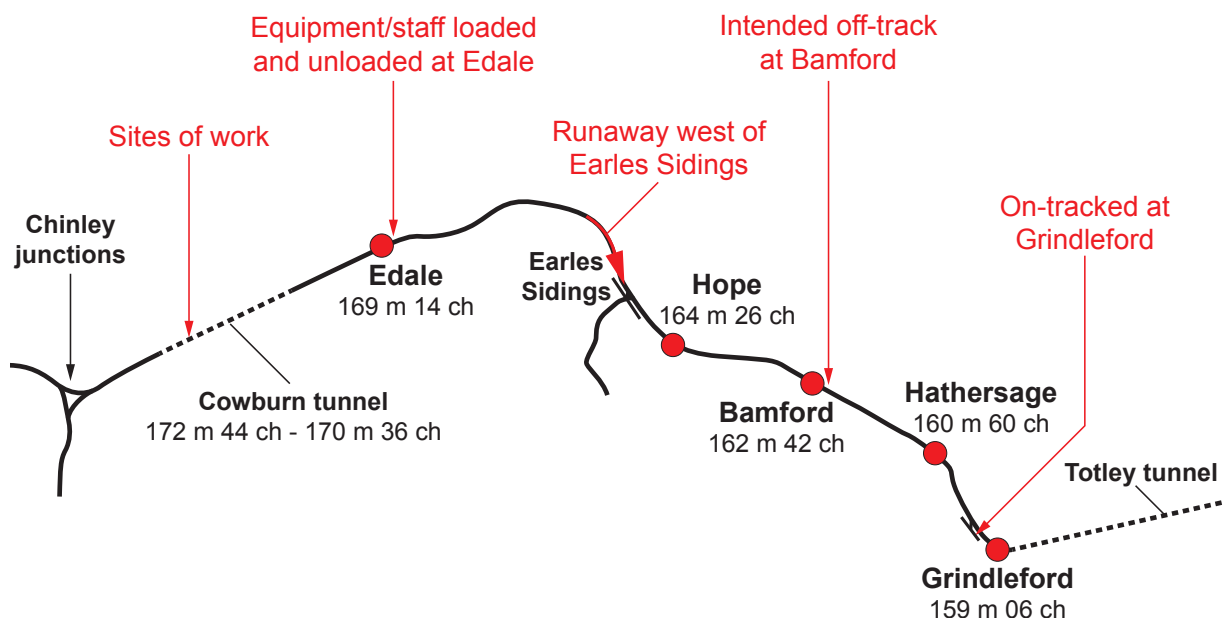 Equipment/staff loaded
and unloaded at Edale
Intended off-track
at Bamford
Sites of work
Runaway west of
Earles Sidings
On-tracked at
Grindleford
Chinley
junctions
Edale
169 m 14 ch
Earles
Sidings
Hope
164 m 26 ch
Cowburn tunnel
172 m 44 ch - 170 m 36 ch
Bamford
162 m 42 ch
Hathersage
160 m 60 ch
Totley tunnel
Grindleford
159 m 06 ch